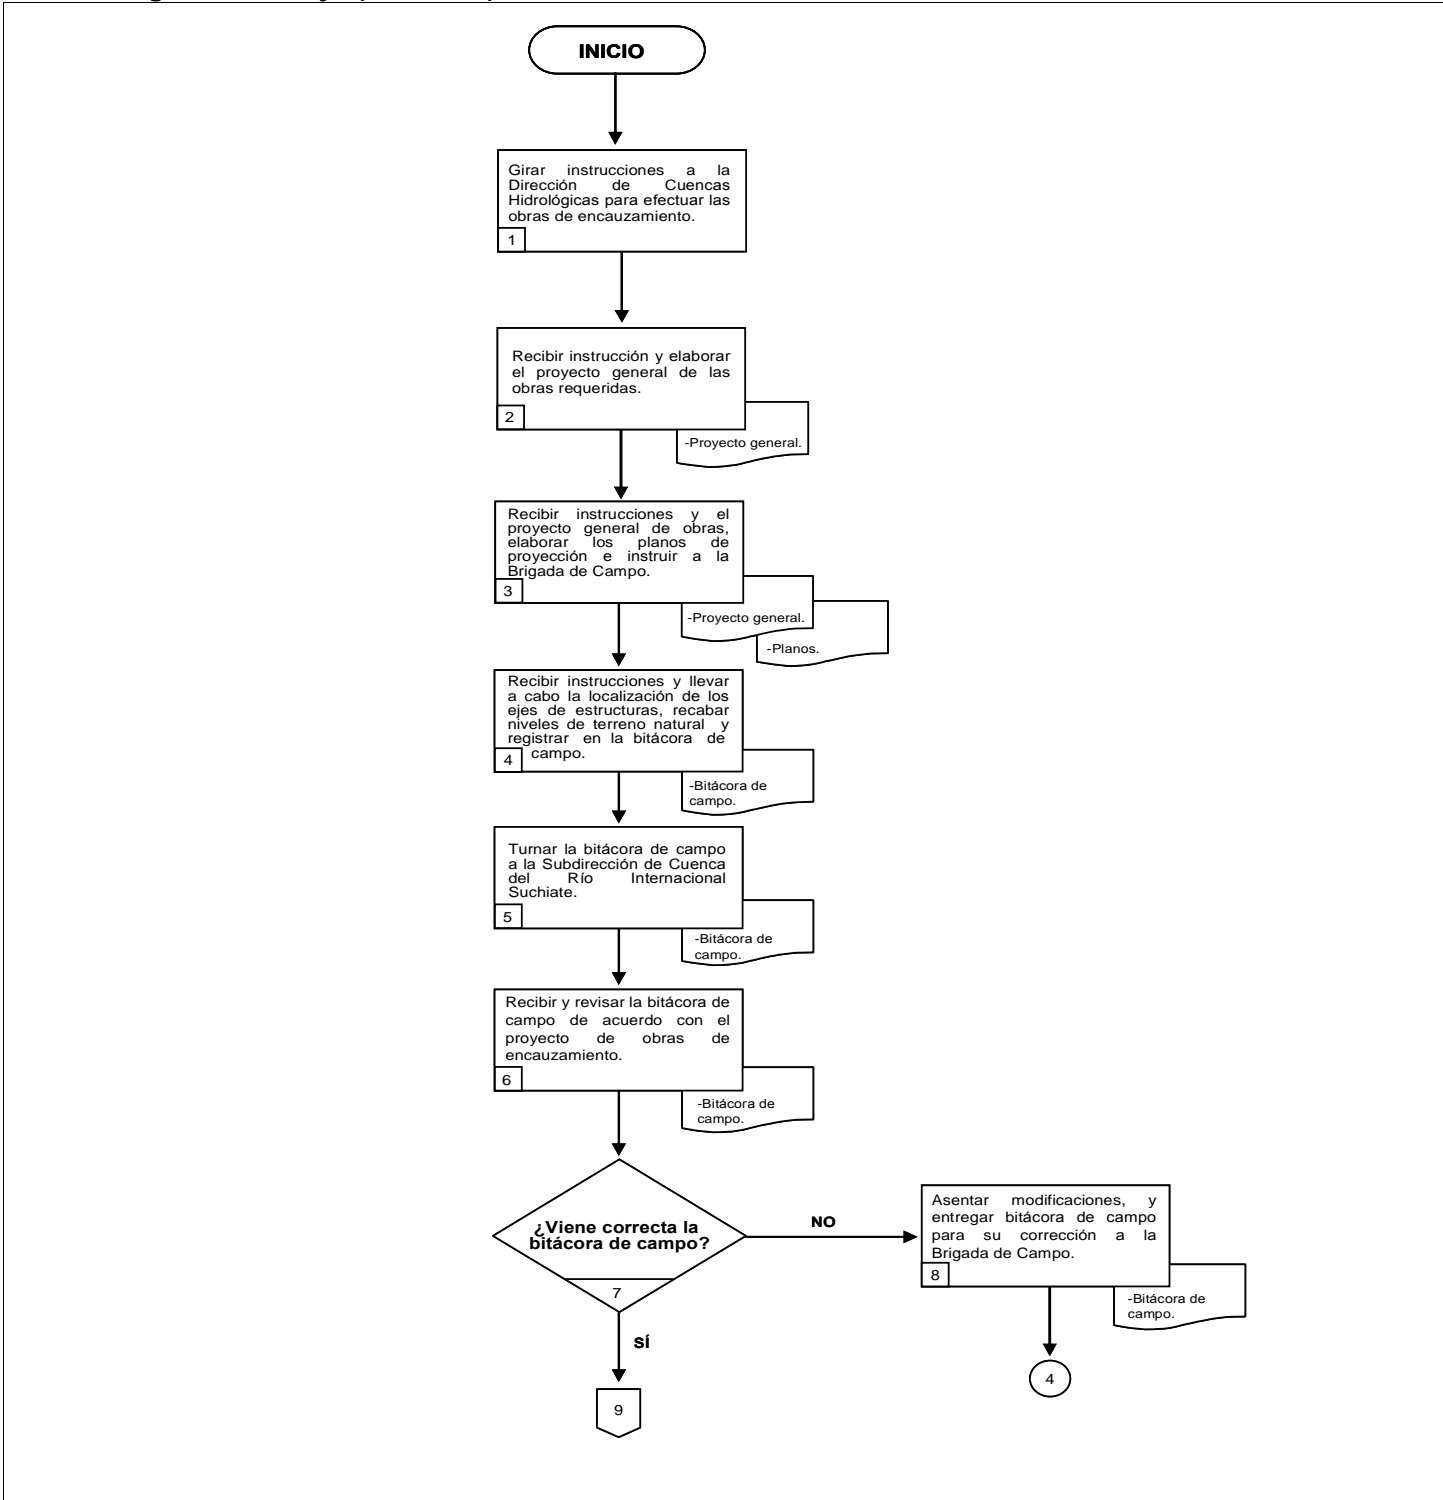 INICIO
Girar instrucciones a la
Dirección de Cuencas
Hidrológicas para efectuar las
obras de encauzamiento.
1
Recibir instrucción y elaborar
el proyecto general de las
obras requeridas.
2
-Proyecto general.
Recibir instrucciones y el
proyecto general de obras,
elaborar los planos de
proyección e instruir a la
Brigada de Campo.
3
-Proyecto general.
-Planos.
Recibir instrucciones y llevar
a cabo la localización de los
ejes de estructuras, recabar
niveles de terreno natural y
registrar en la bitácora de
campo.
4
-Bitácora de
campo.
Turnar la bitácora de campo
a la Subdirección de Cuenca
del Río Internacional
Suchiate.
5
-Bitácora de
campo.
Recibir y revisar la bitácora de
campo de acuerdo con el
proyecto de obras de
encauzamiento.
6
-Bitácora de
campo.
¿Viene correcta la
bitácora de campo?
7
NO
Asentar modificaciones, y
entregar bitácora de campo
para su corrección a la
Brigada de Campo.
8
-Bitácora de
campo.
4
SÍ
9